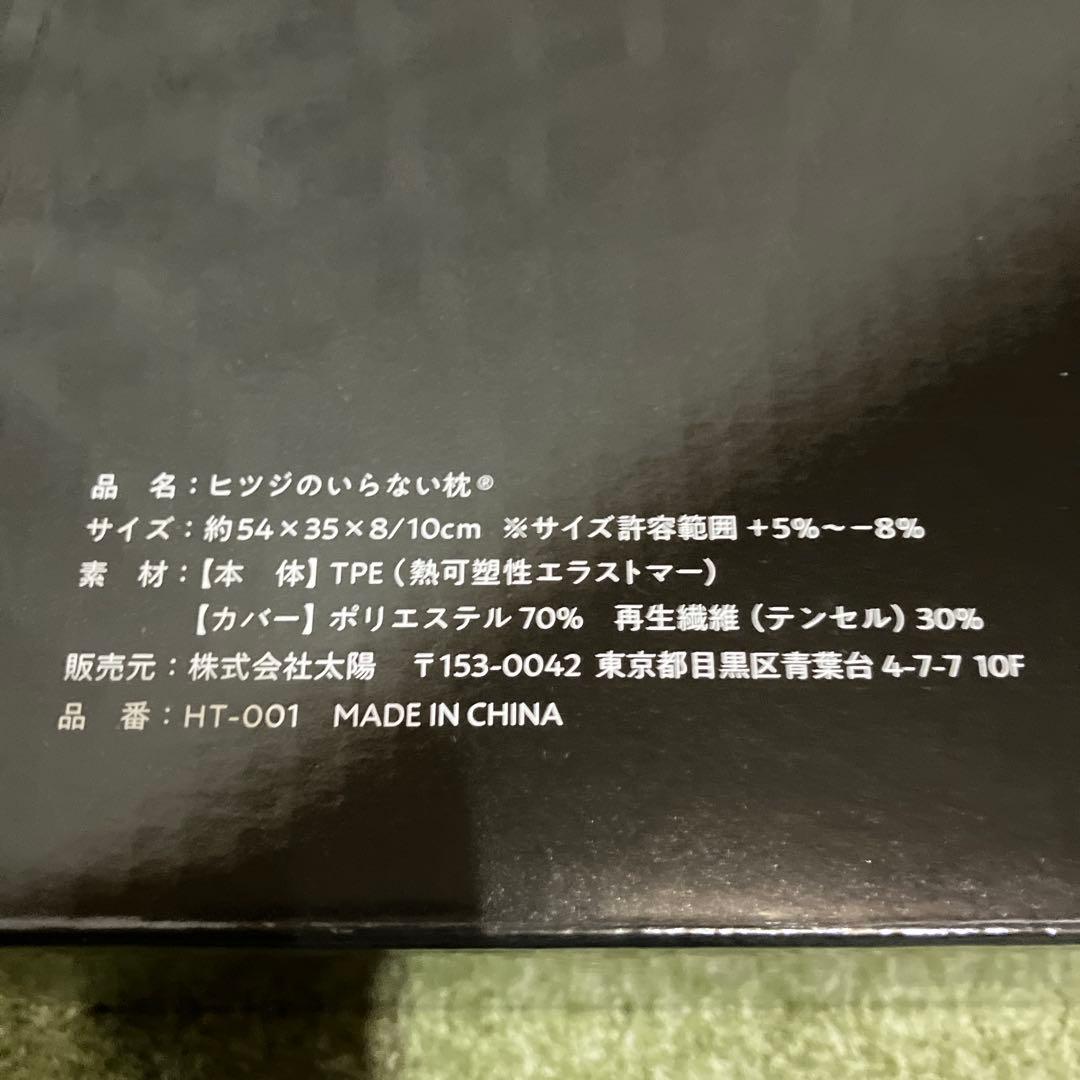 品　名：ヒツジのいらない枕®
サイズ：約54×35×8/10cm ※サイズ許容範囲 +5%〜−8%
素　材：【本　体】TPE（熱可塑性エラストマー）
【カバー】ポリエステル 70%　再生繊維（テンセル）30%
販売元：株式会社太陽　〒153-0042 東京都目黒区青葉台 4-7-7 10F
品　番：HT-001　MADE IN CHINA